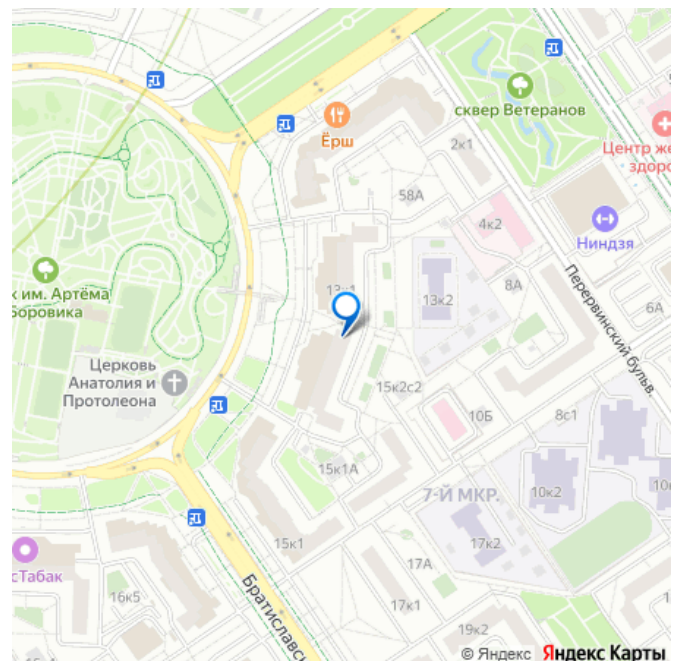 сквер Ветеранов
Ёрш
2к1
Центр же
здоро
58А
4к2
Ниндзя
к им. Артёма
Боровика
13к1
13к2
8А
6А
Перервинский бульв.
Церковь
Анатолия и
Протолеона
15к2с2
10Б
8с1
15к1А
7-Й МКР.
10к2
15к1
17к2
17А
сТабак
16к5
Братиславс
17к1
19к2
© Яндекс Яндекс Карты